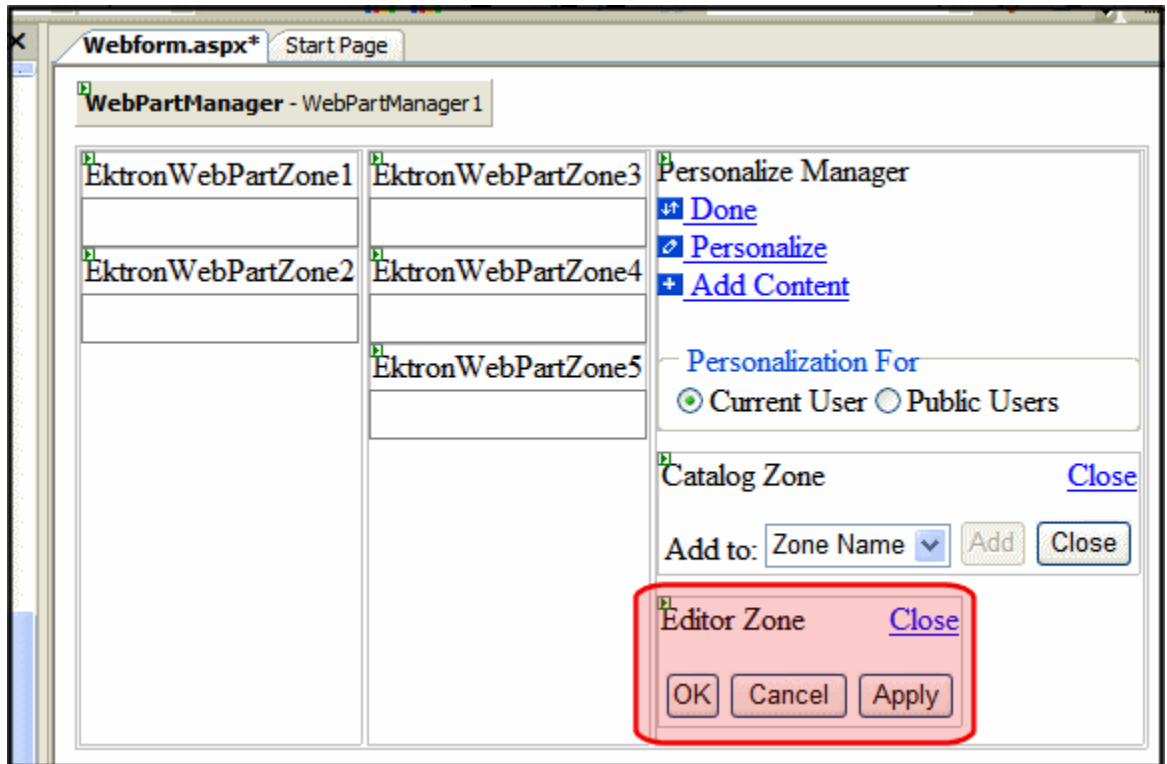 Webform.aspx* Start Page
WebPartManager - WebPartManager1
EktronWebPartZone1
EktronWebPartZone2
EktronWebPartZone3
EktronWebPartZone4
EktronWebPartZone5
Personalize Manager
Done
Personalize
Add Content
Personalization For
Current User Public Users
Catalog Zone Close
Add to: Zone Name Add Close
Editor Zone Close
OK Cancel Apply